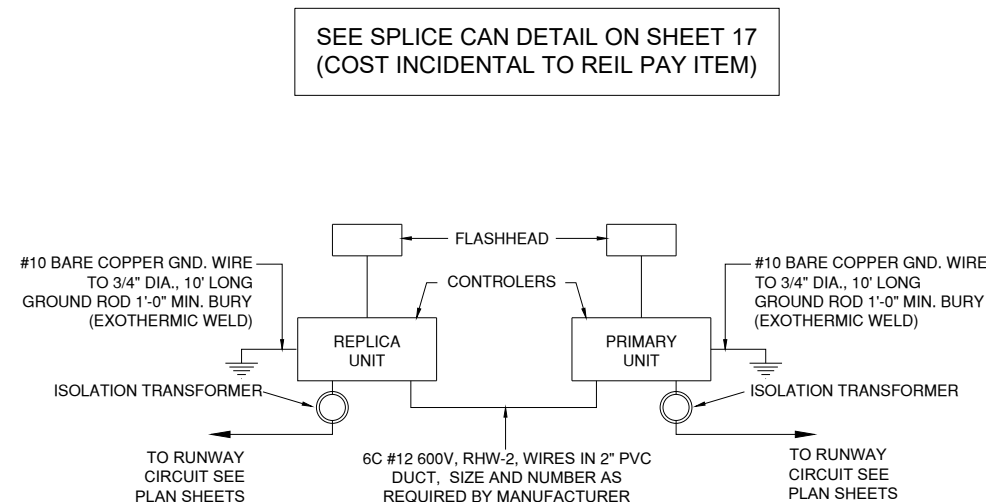 SEE SPLICE CAN DETAIL ON SHEET 17
(COST INCIDENTAL TO REIL PAY ITEM)
FLASHHEAD
CONTROLERS
#10 BARE COPPER GND. WIRE
TO 3/4" DIA., 10' LONG
GROUND ROD 1'-0" MIN. BURY
(EXOTHERMIC WELD)
#10 BARE COPPER GND. WIRE
TO 3/4" DIA., 10' LONG
GROUND ROD 1'-0" MIN. BURY
(EXOTHERMIC WELD)
REPLICA
UNIT
PRIMARY
UNIT
ISOLATION TRANSFORMER
ISOLATION TRANSFORMER
TO RUNWAY
CIRCUIT SEE
PLAN SHEETS
6C #12 600V, RHW-2, WIRES IN 2" PVC
DUCT, SIZE AND NUMBER AS
REQUIRED BY MANUFACTURER
TO RUNWAY
CIRCUIT SEE
PLAN SHEETS